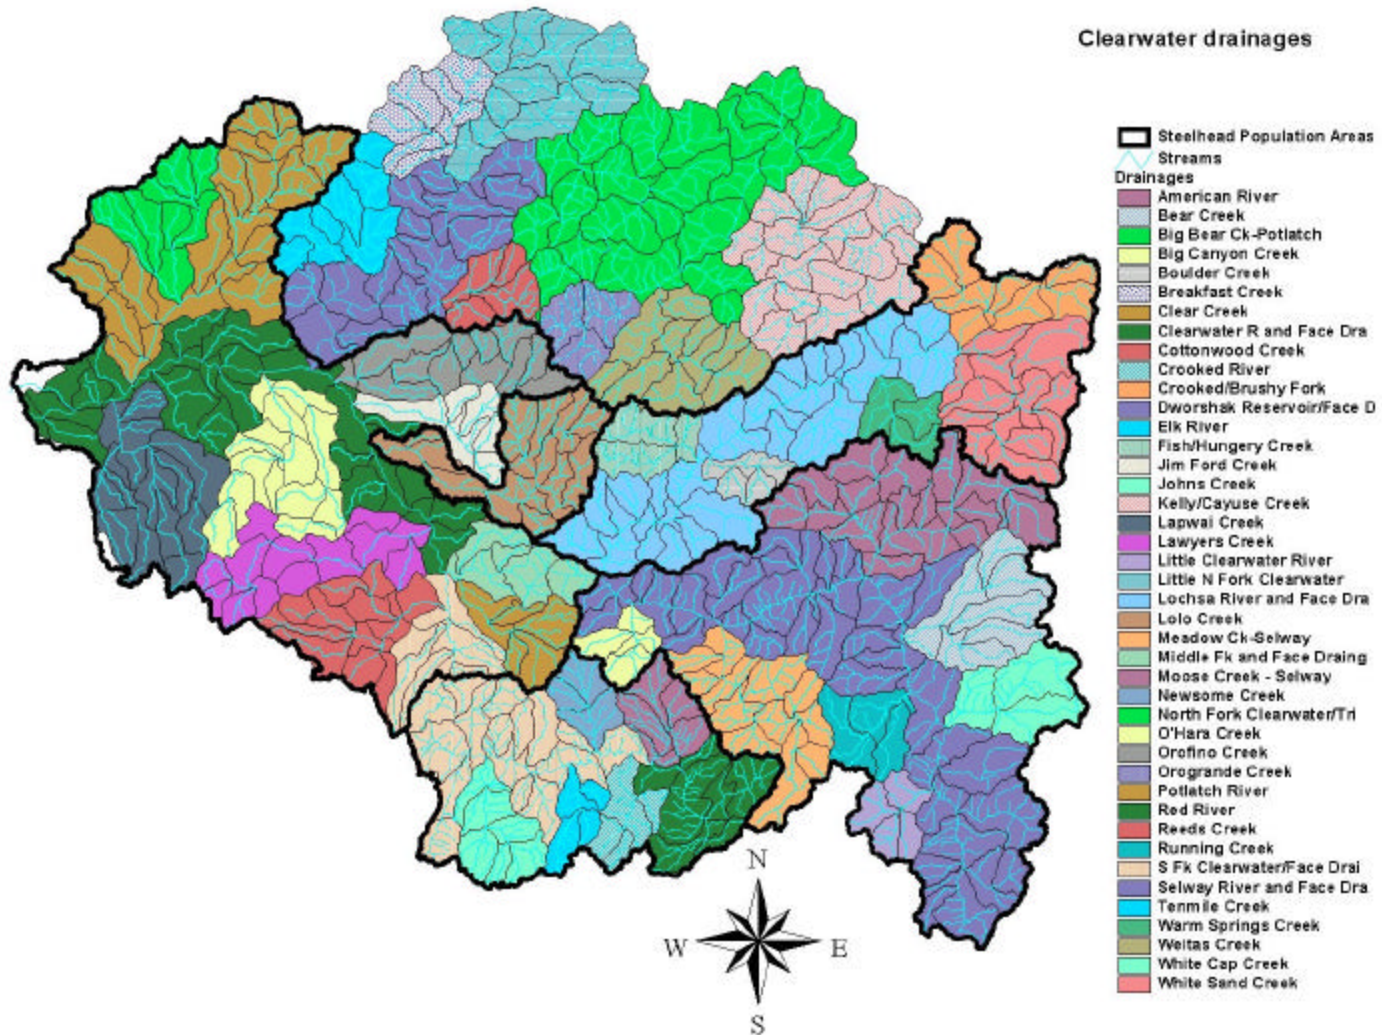 Clearwater drainages
Steelhead Population Areas
Streams
Drainages
American River
Bear Creek
Big Bear Ck-Potlatch
Big Canyon Creek
Boulder Creek
Breakfast Creek
Clear Creek
Clearwater R and Face Dra
Cottonwood Creek
Crooked River
Crooked/Brushy Fork
Dworshak Reservoir/Face D
Elk River
Fish/Hungery Creek
Jim Ford Creek
Johns Creek
Kelly/Cayuse Creek
Lapwai Creek
Lawyers Creek
Little Clearwater River
Little N Fork Clearwater
Lochsa River and Face Dra
Lolo Creek
Meadow Ck-Selway
Middle Fk and Face Draing
Moose Creek - Selway
Newsome Creek
North Fork Clearwater/Tri
O'Hara Creek
Orofino Creek
Orogrande Creek
Potlatch River
Red River
Reeds Creek
Running Creek
S Fk Clearwater/Face Drai
Selway River and Face Dra
Tenmile Creek
Warm Springs Creek
Weitas Creek
White Cap Creek
White Sand Creek
N
W E
S